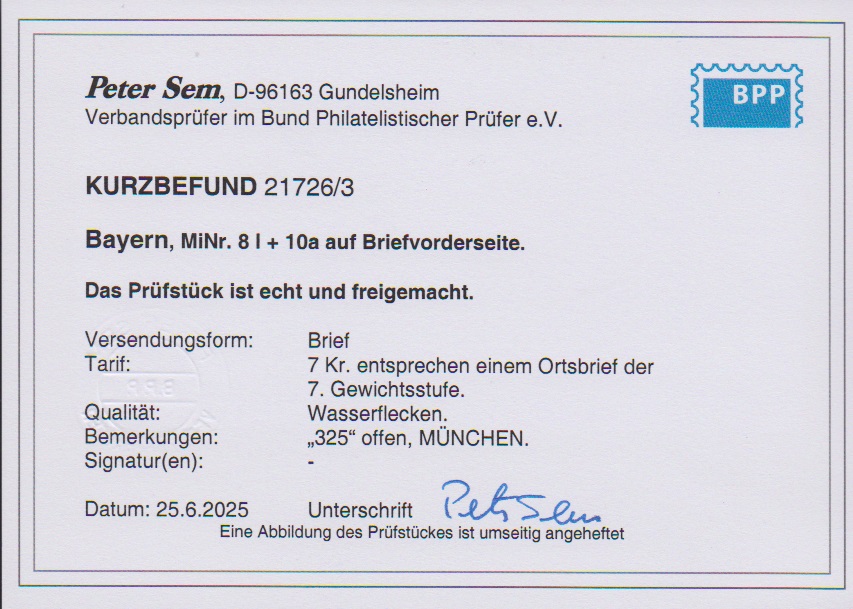 Peter Sem, D-96163 Gundelsheim
Verbandsprüfer im Bund Philatelistischer Prüfer e.V.
BPP
KURZBEFUND 21726/3
Bayern, MiNr. 8 I + 10a auf Briefvorderseite.
Das Prüfstück ist echt und freigemacht.
Versendungsform: Brief
Tarif: 7 Kr. entsprechen einem Ortsbrief der
7. Gewichtsstufe.
Qualität: Wasserflecken.
Bemerkungen: „325“ offen, MÜNCHEN.
Signatur(en): -
Datum: 25.6.2025 Unterschrift Peter Sem
Eine Abbildung des Prüfstückes ist umseitig angeheftet